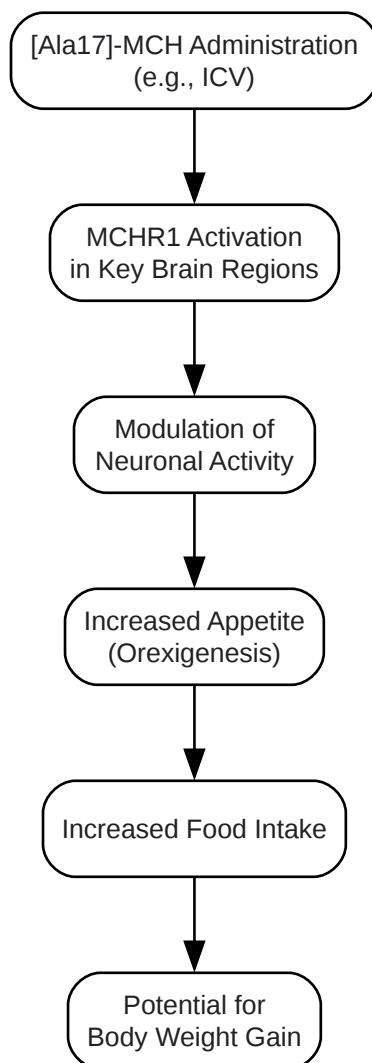 [Ala17]-MCH Administration
(e.g., ICV)
MCHR1 Activation
in Key Brain Regions
Modulation of
Neuronal Activity
Increased Appetite
(Orexigenesis)
Increased Food Intake
Potential for
Body Weight Gain